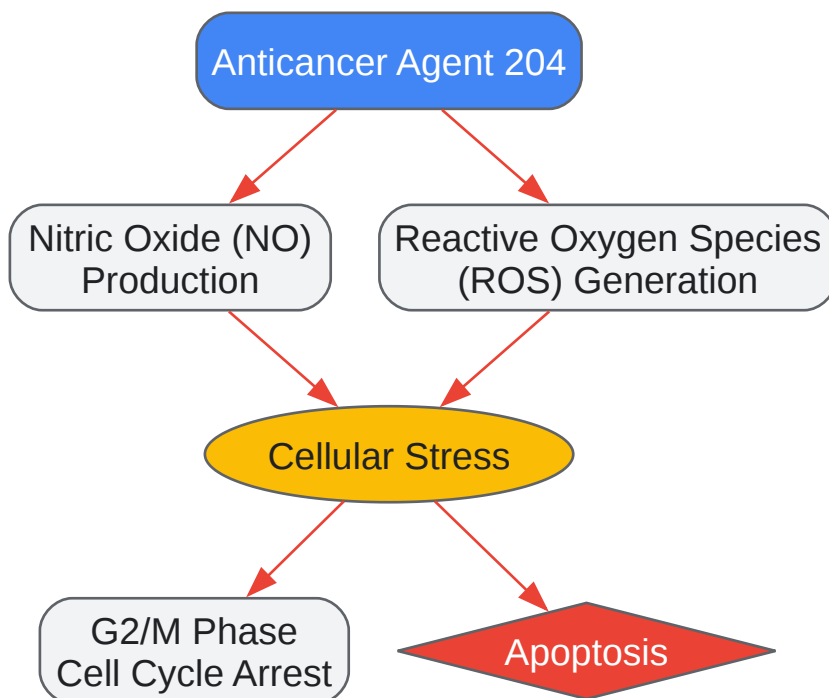 Anticancer Agent 204
Nitric Oxide (NO)
Production
Reactive Oxygen Species
(ROS) Generation
Cellular Stress
G2/M Phase
Cell Cycle Arrest
Apoptosis